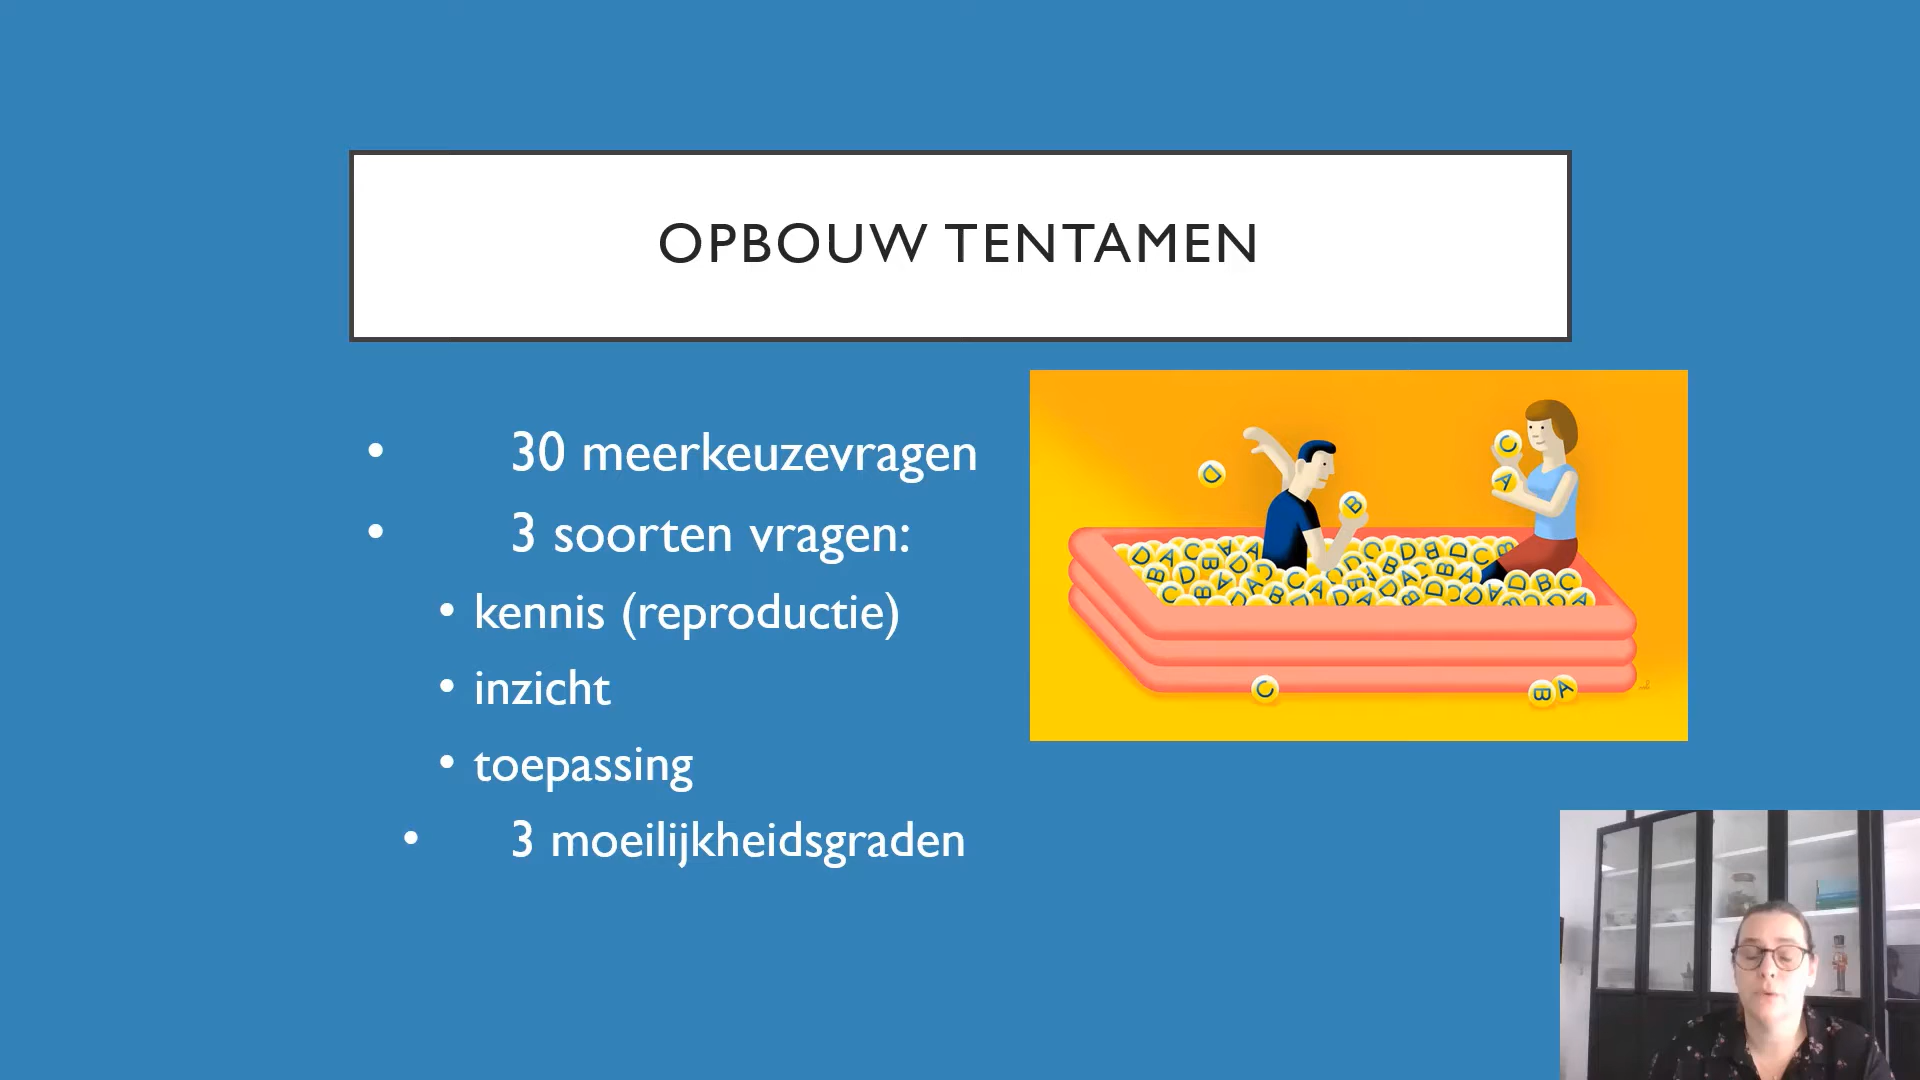 OPBOUW TENTAMEN
• 30 meerkeuzevragen
• 3 soorten vragen:
• kennis (reproductie)
• inzicht
• toepassing
• 3 moeilijkheidsgraden